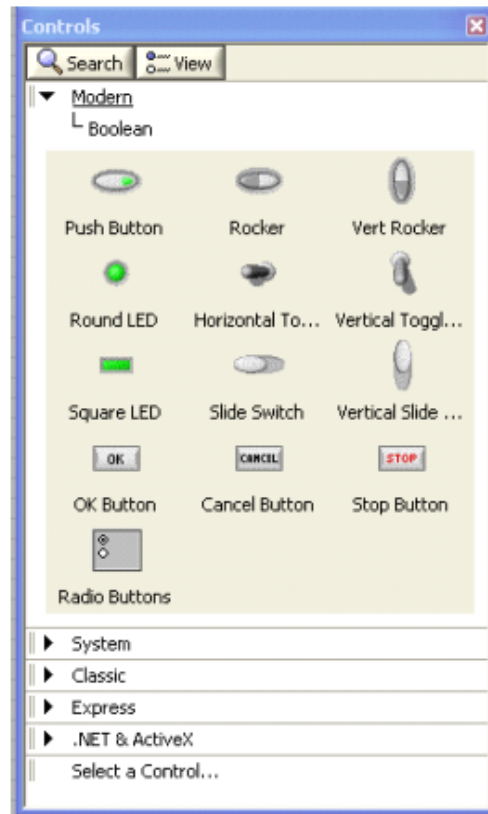 Controls
Search View
Modern
Boolean
Push Button Rocker Vert Rocker
Round LED Horizontal To... Vertical Toggl...
Square LED Slide Switch Vertical Slide ...
OK CANCEL STOP
OK Button Cancel Button Stop Button
Radio Buttons
System
Classic
Express
.NET & ActiveX
Select a Control...